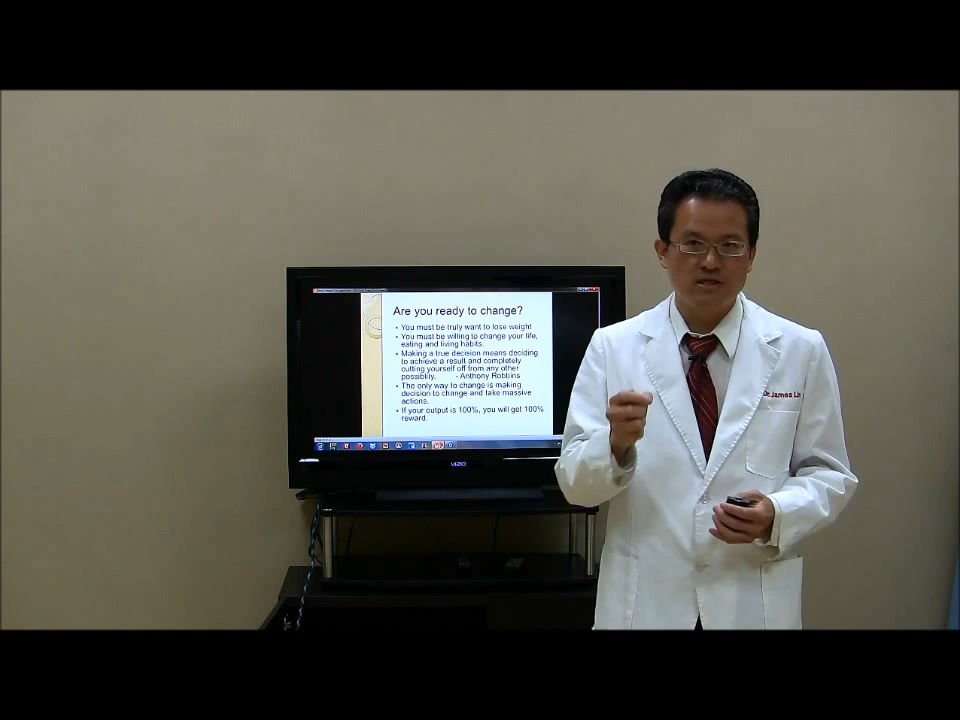 Are you ready to change?
• You must be truly want to lose weight
• You must be willing to change your life,
eating and living habits.
• Making a true decision means deciding
to achieve a result and completely
cutting yourself off from any other
possibility. - Anthony Robbins
• The only way to change is making
decision to change and take massive
actions.
• If your output is 100%, you will get 100%
reward.
VIZIO
Dr.James Lin